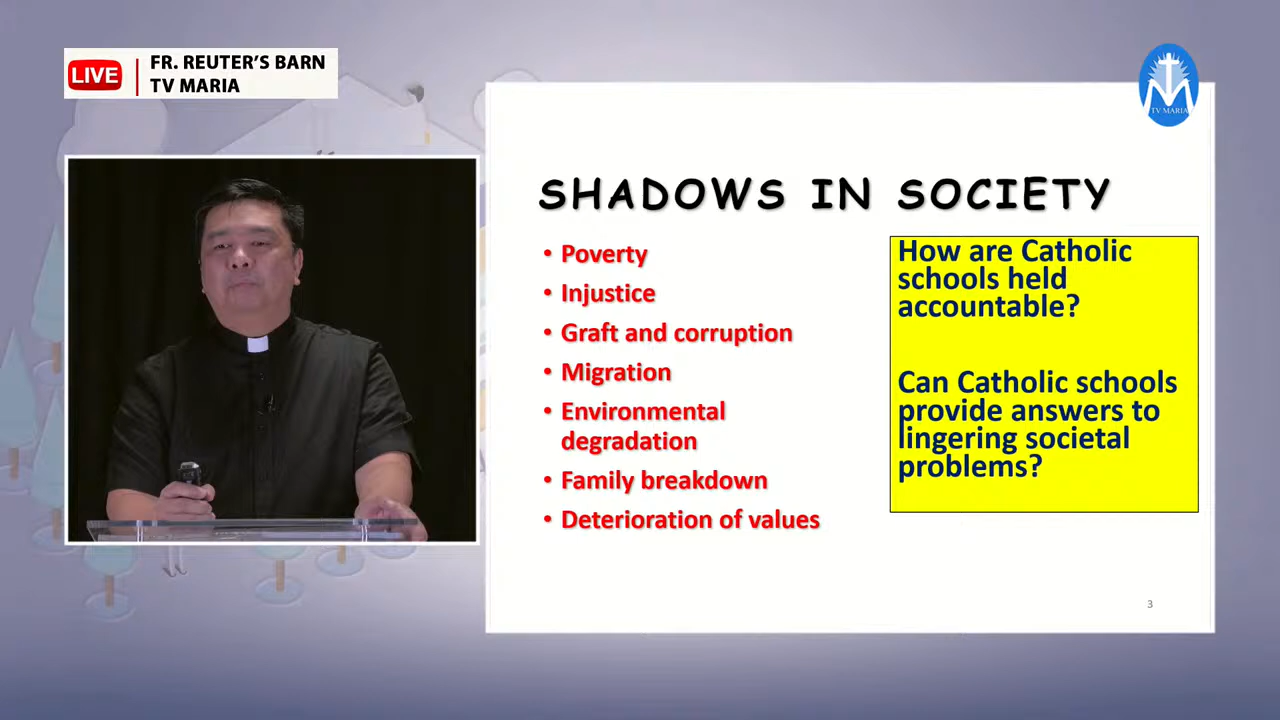 LIVE
FR. REUTER'S BARN
TV MARIA
TV MARIA
SHADOWS IN SOCIETY
• Poverty
• Injustice
• Graft and corruption
• Migration
• Environmental
degradation
• Family breakdown
• Deterioration of values
How are Catholic
schools held
accountable?
Can Catholic schools
provide answers to
lingering societal
problems?
3